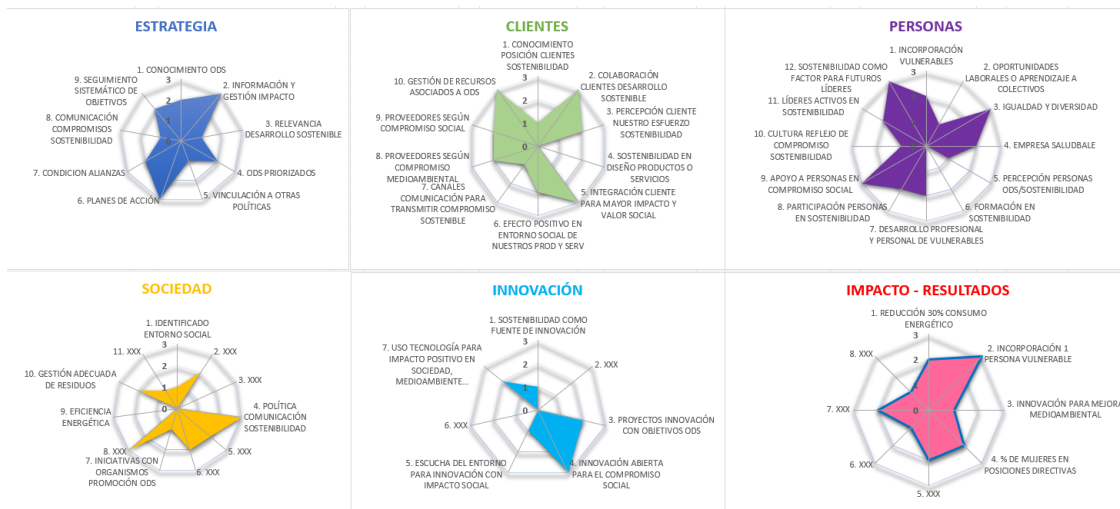 ESTRATEGIA
1. CONOCIMIENTO ODS
2. INFORMACIÓN Y
GESTIÓN IMPACTO
3. RELEVANCIA
DESARROLLO SOSTENIBLE
4. ODS PRIORIZADOS
5. VINCULACIÓN A OTRAS
POLÍTICAS
6. PLANES DE ACCIÓN
7. CONDICION ALIANZAS
8. COMUNICACIÓN
COMPROMISOS
SOSTENIBILIDAD
9. SEGUIMIENTO
SISTEMÁTICO DE
OBJETIVOS
3
2
1
0
CLIENTES
1. CONOCIMIENTO
POSICIÓN CLIENTES
SOSTENIBILIDAD
2. COLABORACIÓN
CLIENTES DESARROLLO
SOSTENIBLE
3. PERCEPCIÓN CLIENTE
NUESTRO ESFUERZO
SOSTENIBILIDAD
4. SOSTENIBILIDAD EN
DISEÑO PRODUCTOS O
SERVICIOS
5. INTEGRACIÓN CLIENTE
PARA MAYOR IMPACTO Y
VALOR SOCIAL
6. EFECTO POSITIVO EN
ENTORNO SOCIAL DE
NUESTROS PROD Y SERV
7. CANALES
COMUNICACIÓN PARA
TRANSMITIR COMPROMISO
SOSTENIBLE
8. PROVEEDORES SEGÚN
COMPROMISO
MEDIOAMBIENTAL
9. PROVEEDORES SEGÚN
COMPROMISO SOCIAL
10. GESTIÓN DE RECURSOS
ASOCIADOS A ODS
3
2
1
0
PERSONAS
1. INCORPORACIÓN
VULNERABLES
2. OPORTUNIDADES
LABORALES O APRENDIZAJE A
COLECTIVOS
3. IGUALDAD Y DIVERSIDAD
4. EMPRESA SALUDBALE
5. PERCEPCIÓN PERSONAS
ODS/SOSTENIBILIDAD
6. FORMACIÓN EN
SOSTENIBILIDAD
7. DESARROLLO PROFESIONAL
Y PERSONAL DE VULNERABLES
8. PARTICIPACIÓN PERSONAS
EN SOSTENIBILIDAD
9. APOYO A PERSONAS EN
COMPROMISO SOCIAL
10. CULTURA REFLEJO DE
COMPROMISO
SOSTENIBILIDAD
11. LÍDERES ACTIVOS EN
SOSTENIBILIDAD
12. SOSTENIBILIDAD COMO
FACTOR PARA FUTUROS
LÍDERES
3
SOCIEDAD
1. IDENTIFICADO
ENTORNO SOCIAL
2. XXX
3. XXX
4. POLÍTICA
COMUNICACIÓN
SOSTENIBILIDAD
5. XXX
6. XXX
7. INICIATIVAS CON
ORGANISMOS
PROMOCIÓN ODS
8. XXX
9. EFICIENCIA
ENERGÉTICA
10. GESTIÓN ADECUADA
DE RESIDUOS
11. XXX
3
2
1
0
INNOVACIÓN
1. SOSTENIBILIDAD COMO
FUENTE DE INNOVACIÓN
2. XXX
3. PROYECTOS INNOVACIÓN
CON OBJETIVOS ODS
4. INNOVACIÓN ABIERTA
PARA EL COMPROMISO
SOCIAL
5. ESCUCHA DEL ENTORNO
PARA INNOVACIÓN CON
IMPACTO SOCIAL
6. XXX
7. USO TECNOLOGÍA PARA
IMPACTO POSITIVO EN
SOCIEDAD,
MEDIOAMBIENTE...
3
2
1
0
IMPACTO - RESULTADOS
1. REDUCCIÓN 30% CONSUMO
ENERGÉTICO
2. INCORPORACIÓN 1
PERSONA VULNERABLE
3. INNOVACIÓN PARA MEJORA
MEDIOAMBIENTAL
4. % DE MUJERES EN
POSICIONES DIRECTIVAS
5. XXX
6. XXX
7. XXX
8. XXX
3
2
1
0